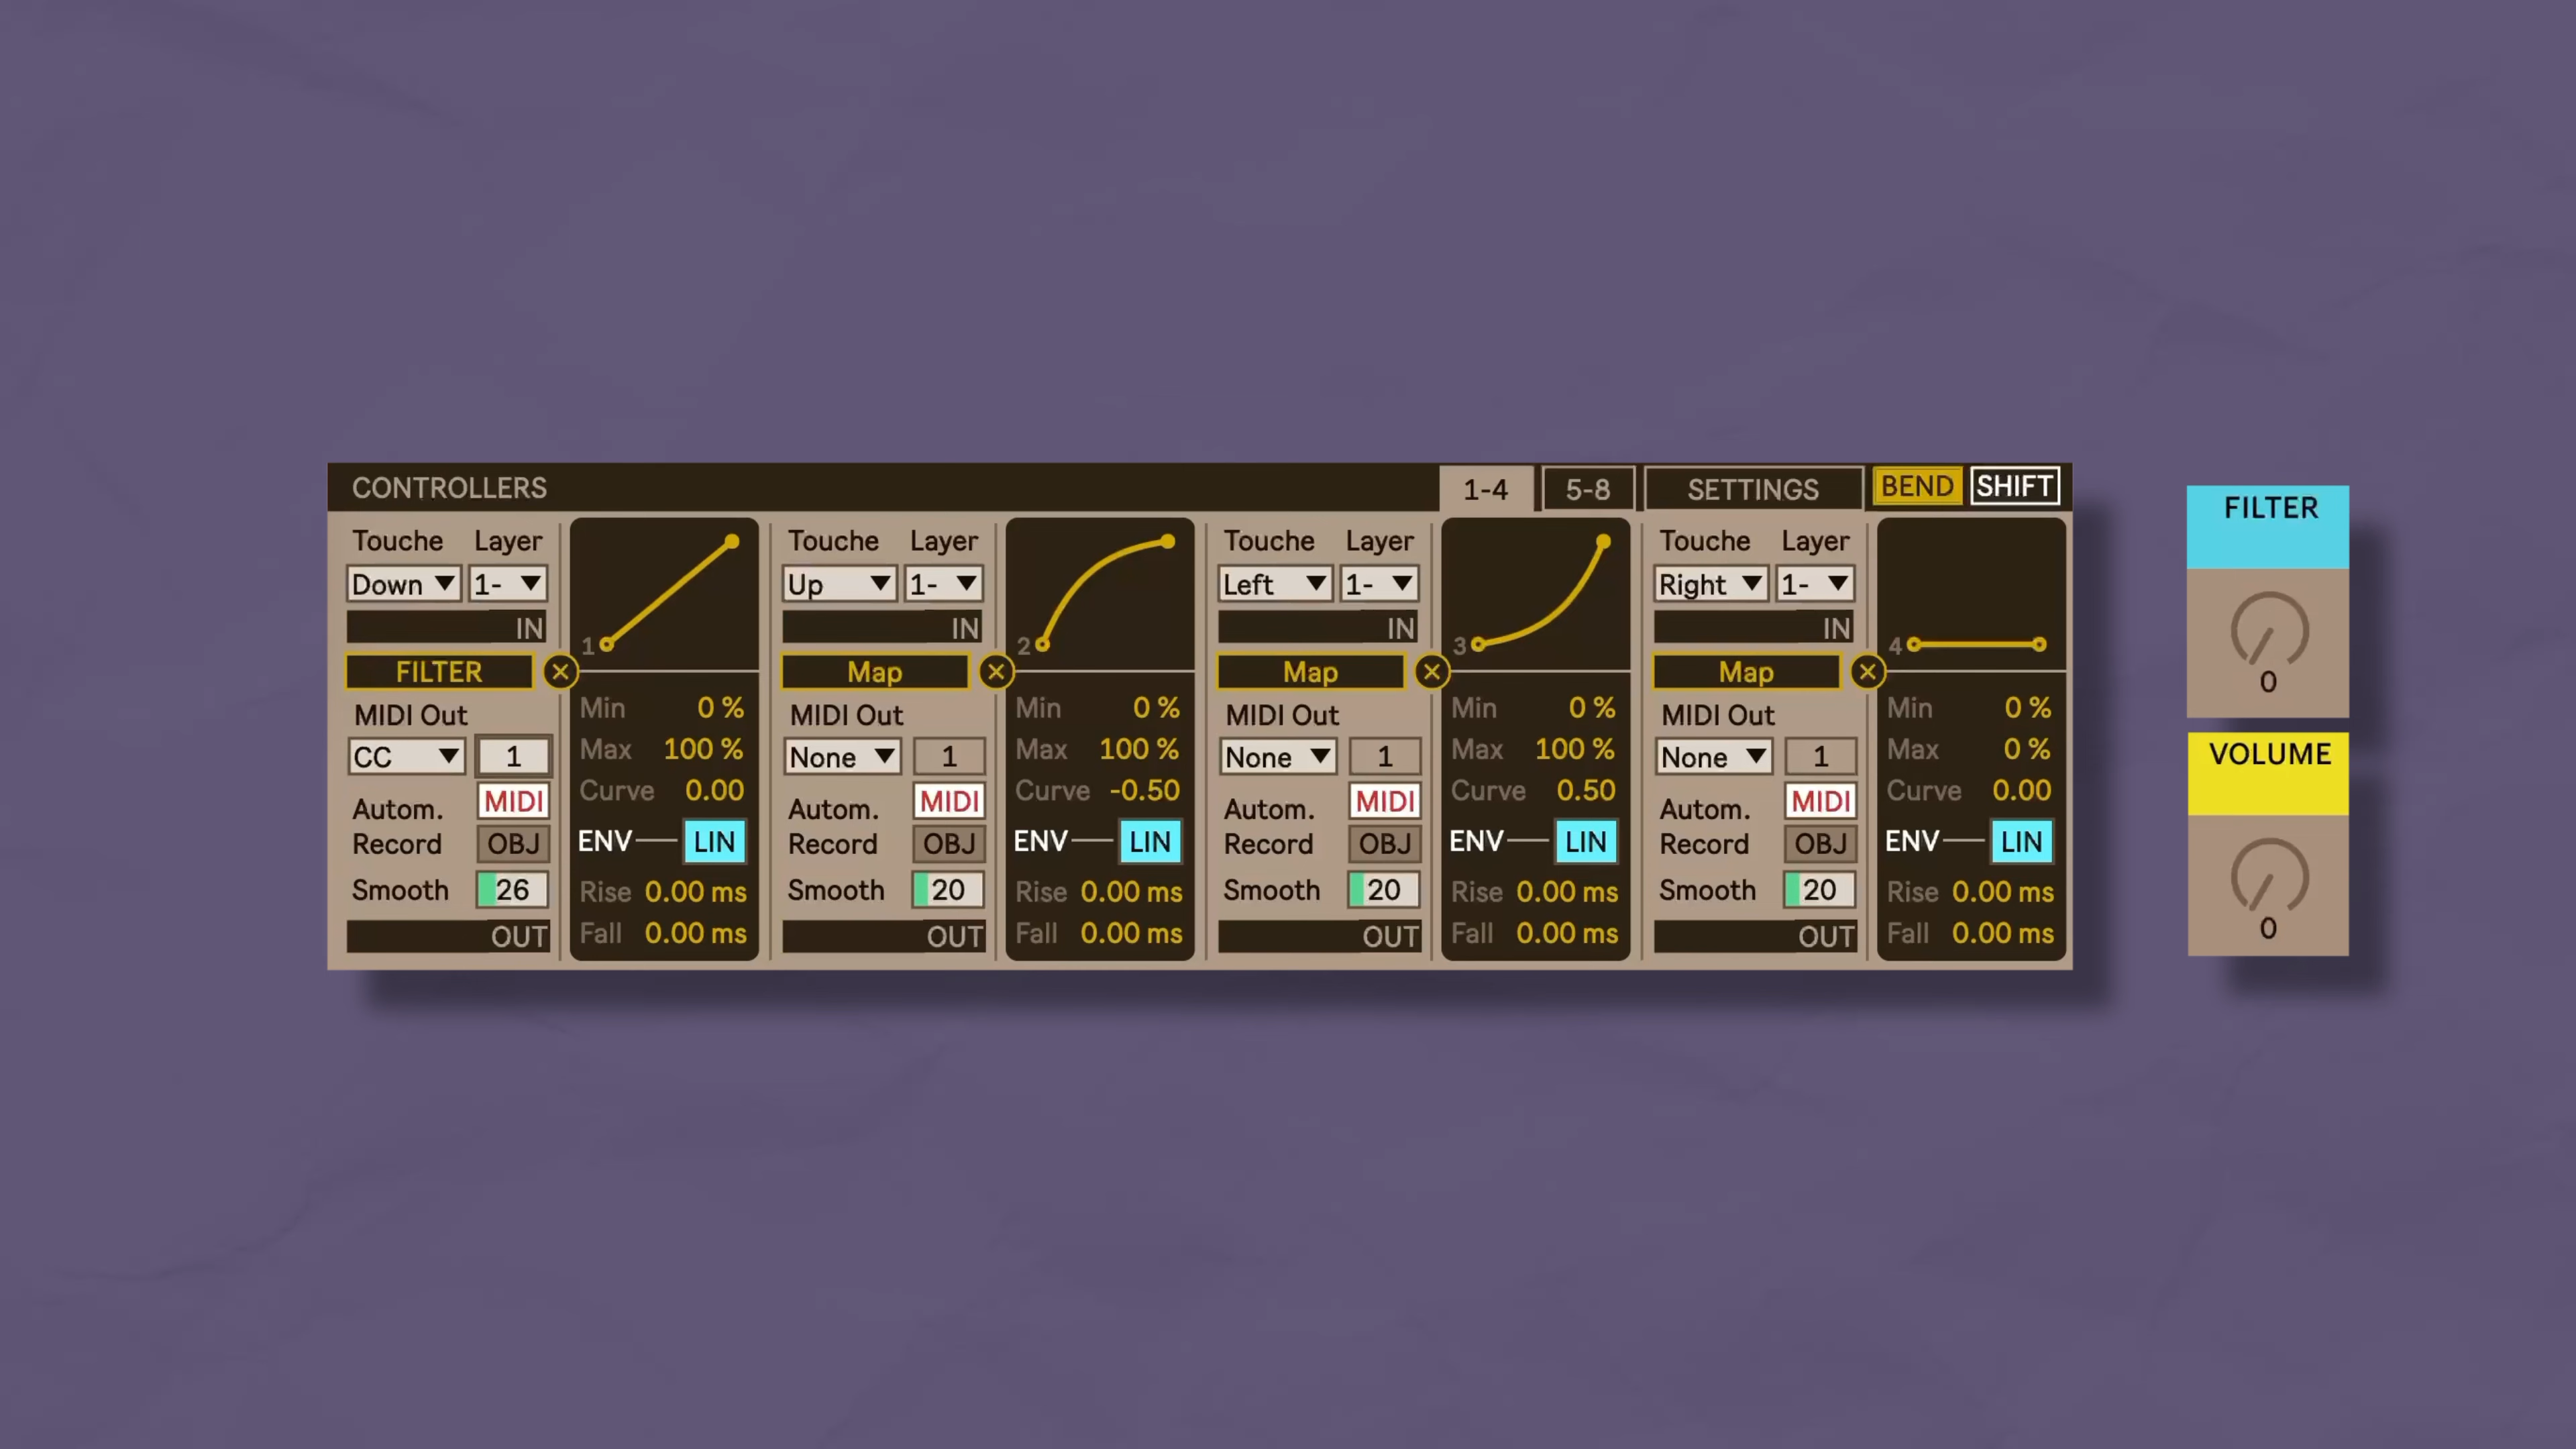 CONTROLLERS 1-4 5-8 SETTINGS BEND SHIFT
Touche Layer
Down 1-
IN
FILTER
MIDI Out
CC 1
Autom. MIDI
Record OBJ
Smooth 26
OUT
1
Min 0 %
Max 100 %
Curve 0.00
ENV LIN
Rise 0.00 ms
Fall 0.00 ms
Touche Layer
Up 1-
IN
Map
MIDI Out
None 1
Autom. MIDI
Record OBJ
Smooth 20
OUT
2
Min 0 %
Max 100 %
Curve -0.50
ENV LIN
Rise 0.00 ms
Fall 0.00 ms
Touche Layer
Left 1-
IN
Map
MIDI Out
None 1
Autom. MIDI
Record OBJ
Smooth 20
OUT
3
Min 0 %
Max 100 %
Curve 0.50
ENV LIN
Rise 0.00 ms
Fall 0.00 ms
Touche Layer
Right 1-
IN
Map
MIDI Out
None 1
Autom. MIDI
Record OBJ
Smooth 20
OUT
4
Min 0 %
Max 0 %
Curve 0.00
ENV LIN
Rise 0.00 ms
Fall 0.00 ms
FILTER
0
VOLUME
0